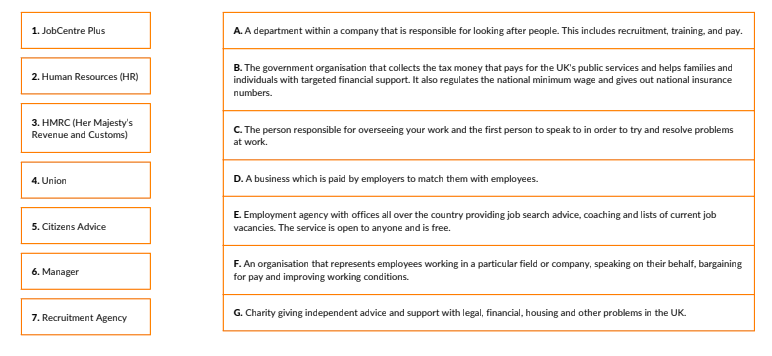 1. JobCentre Plus
2. Human Resources (HR)
3. HMRC (Her Majesty's
Revenue and Customs)
4. Union
5. Citizens Advice
6. Manager
7. Recruitment Agency
A. A department within a company that is responsible for looking after people. This includes recruitment, training, and pay.
B. The government organisation that collects the tax money that pays for the UK's public services and helps families and
individuals with targeted financial support. It also regulates the national minimum wage and gives out national insurance
numbers.
C. The person responsible for overseeing your work and the first person to speak to in order to try and resolve problems
at work.
D. A business which is paid by employers to match them with employees.
E. Employment agency with offices all over the country providing job search advice, coaching and lists of current job
vacancies. The service is open to anyone and is free.
F. An organisation that represents employees working in a particular field or company, speaking on their behalf, bargaining
for pay and improving working conditions.
G. Charity giving independent advice and support with legal, financial, housing and other problems in the UK.